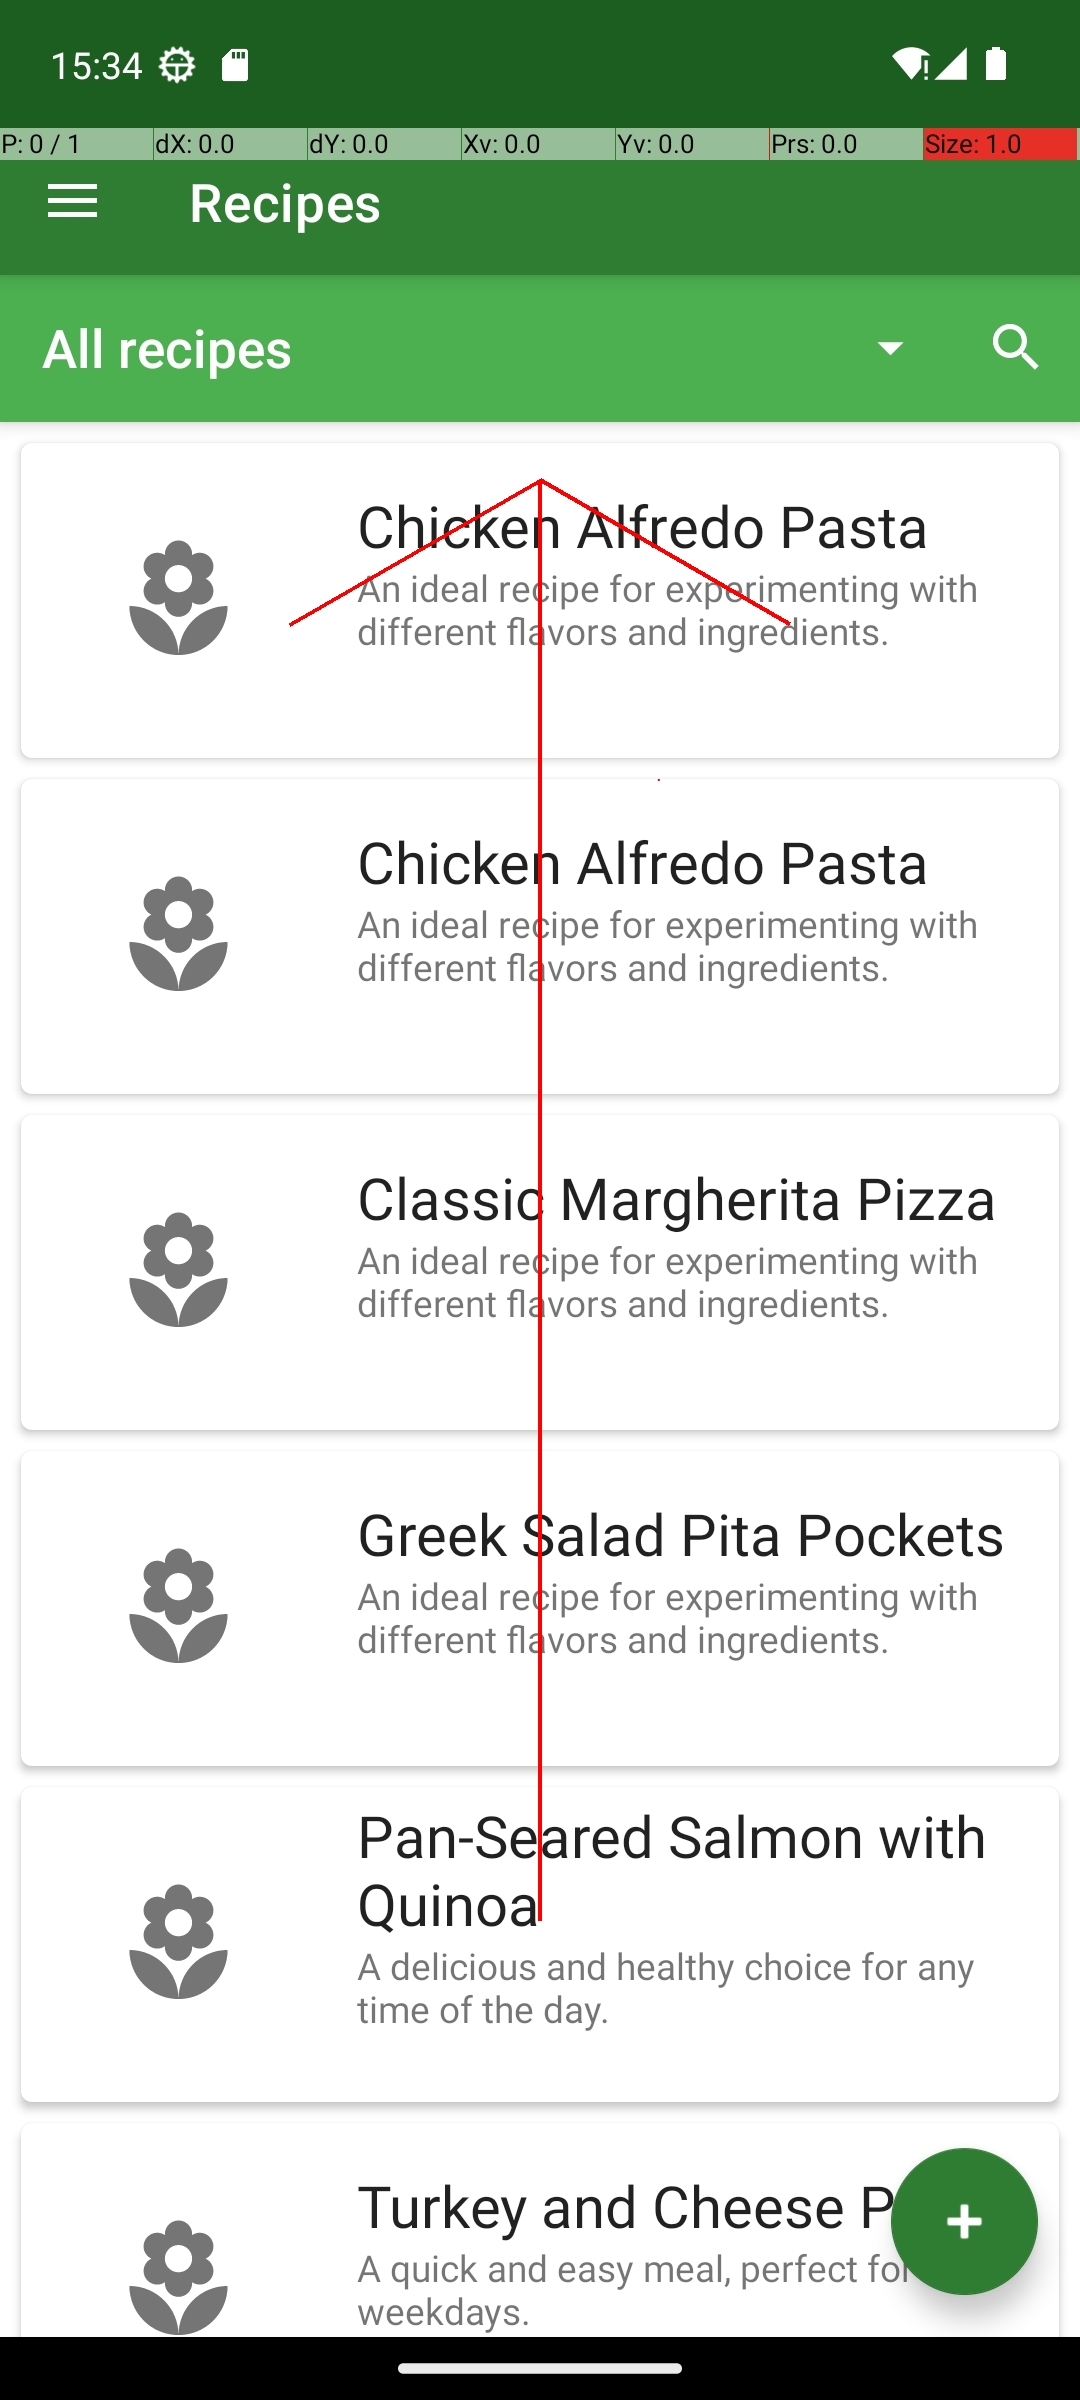 15:34
P: 0 / 1 dX: 0.0 dY: 0.0 Xv: 0.0 Yv: 0.0 Prs: 0.0 Size: 1.0
Recipes
All recipes
Chicken Alfredo Pasta
An ideal recipe for experimenting with
different flavors and ingredients.
Chicken Alfredo Pasta
An ideal recipe for experimenting with
different flavors and ingredients.
Classic Margherita Pizza
An ideal recipe for experimenting with
different flavors and ingredients.
Greek Salad Pita Pockets
An ideal recipe for experimenting with
different flavors and ingredients.
Pan-Seared Salmon with
Quinoa
A delicious and healthy choice for any
time of the day.
Turkey and Cheese
A quick and easy meal, perfect for
weekdays.